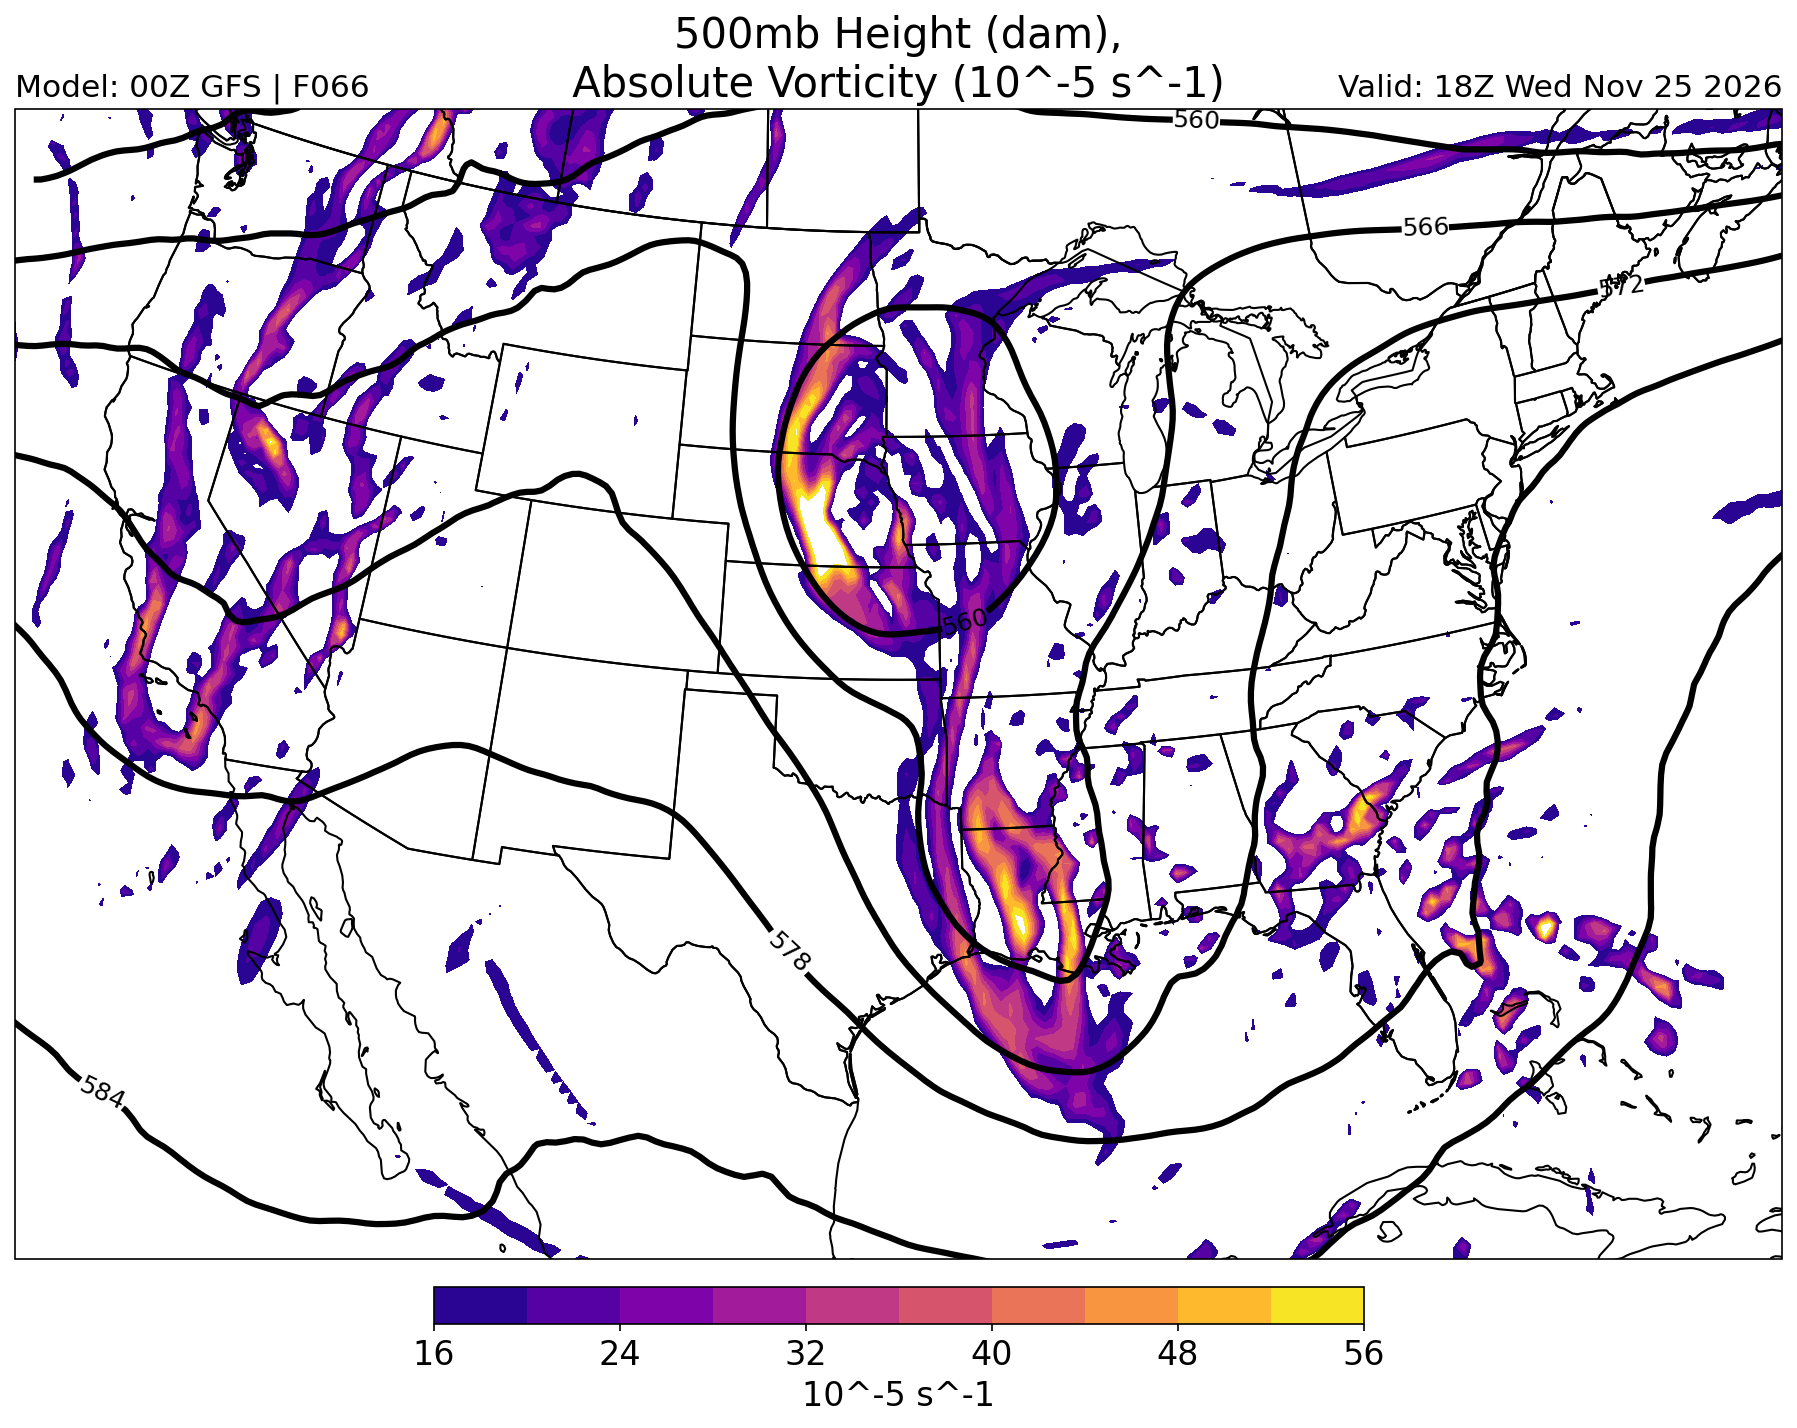 500mb Height (dam),
Absolute Vorticity (10^-5 s^-1)
Model: 00Z GFS | F066
Valid: 18Z Wed Nov 25 2026
560
566
572
560
578
584
16 24 32 40 48 56
10^-5 s^-1